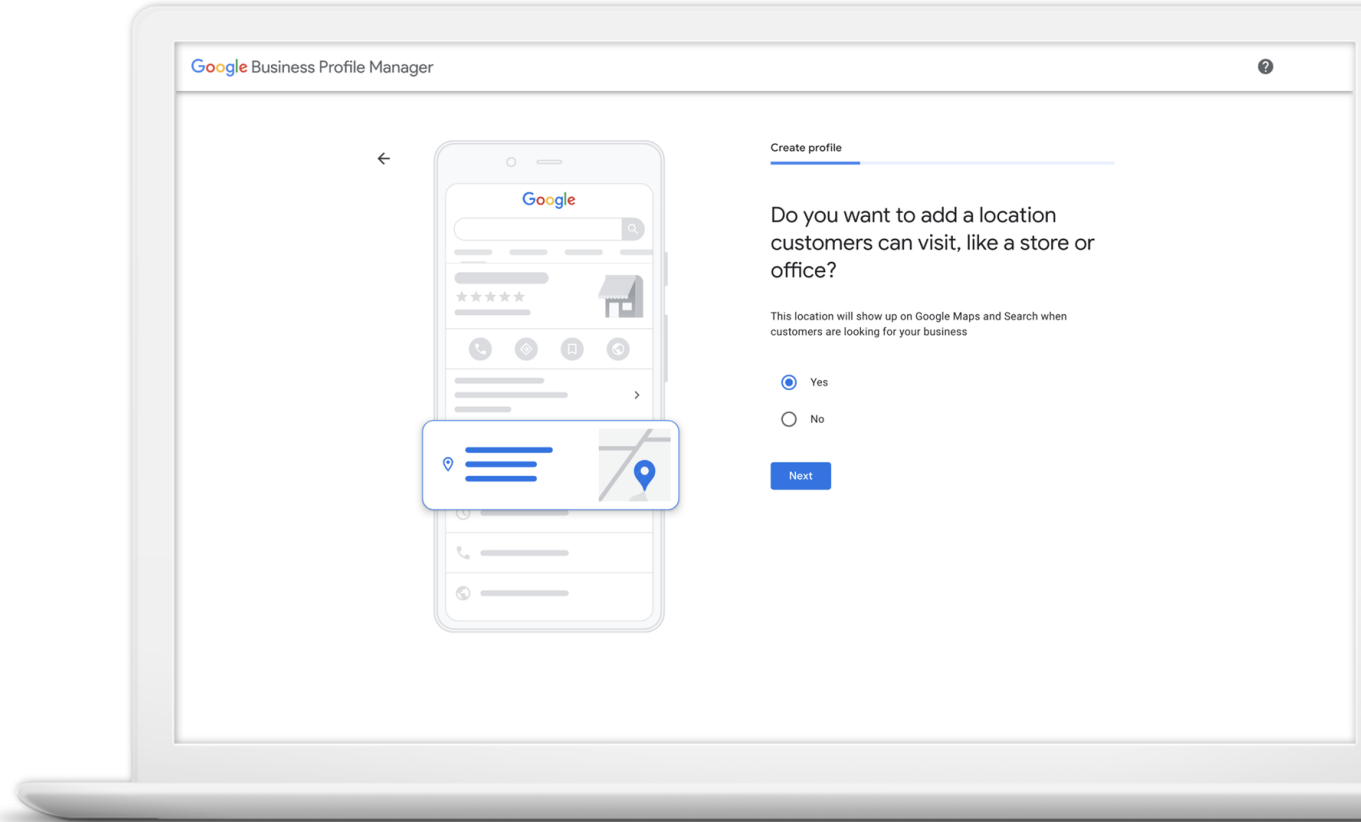 Google Business Profile Manager
Create profile
Google
Do you want to add a location
customers can visit, like a store or
office?
This location will show up on Google Maps and Search when
customers are looking for your business
Yes
No
Next